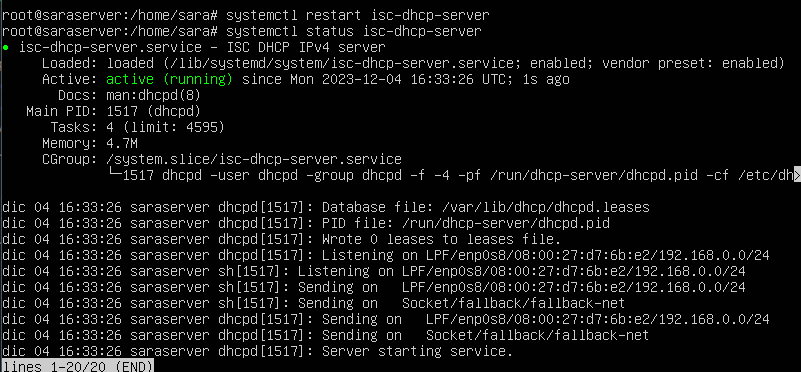 root@saraserver:/home/sara# systemctl restart isc-dhcp-server
root@saraserver:/home/sara# systemctl status isc-dhcp-server
● isc-dhcp-server.service - ISC DHCP IPv4 server
Loaded: loaded (/lib/systemd/system/isc-dhcp-server.service; enabled; vendor preset: enabled)
Active: active (running) since Mon 2023-12-04 16:33:26 UTC; 1s ago
Docs: man:dhcpd(8)
Main PID: 1517 (dhcpd)
Tasks: 4 (limit: 4595)
Memory: 4.7M
CGroup: /system.slice/isc-dhcp-server.service
└─1517 dhcpd -user dhcpd -group dhcpd -f -4 -pf /run/dhcp-server/dhcpd.pid -cf /etc/dh>
dic 04 16:33:26 saraserver dhcpd[1517]: Database file: /var/lib/dhcp/dhcpd.leases
dic 04 16:33:26 saraserver dhcpd[1517]: PID file: /run/dhcp-server/dhcpd.pid
dic 04 16:33:26 saraserver dhcpd[1517]: Wrote 0 leases to leases file.
dic 04 16:33:26 saraserver dhcpd[1517]: Listening on LPF/enp0s8/08:00:27:d7:6b:e2/192.168.0.0/24
dic 04 16:33:26 saraserver sh[1517]: Listening on LPF/enp0s8/08:00:27:d7:6b:e2/192.168.0.0/24
dic 04 16:33:26 saraserver sh[1517]: Sending on   LPF/enp0s8/08:00:27:d7:6b:e2/192.168.0.0/24
dic 04 16:33:26 saraserver sh[1517]: Sending on   Socket/fallback/fallback-net
dic 04 16:33:26 saraserver dhcpd[1517]: Sending on   LPF/enp0s8/08:00:27:d7:6b:e2/192.168.0.0/24
dic 04 16:33:26 saraserver dhcpd[1517]: Sending on   Socket/fallback/fallback-net
dic 04 16:33:26 saraserver dhcpd[1517]: Server starting service.
lines 1-20/20 (END)